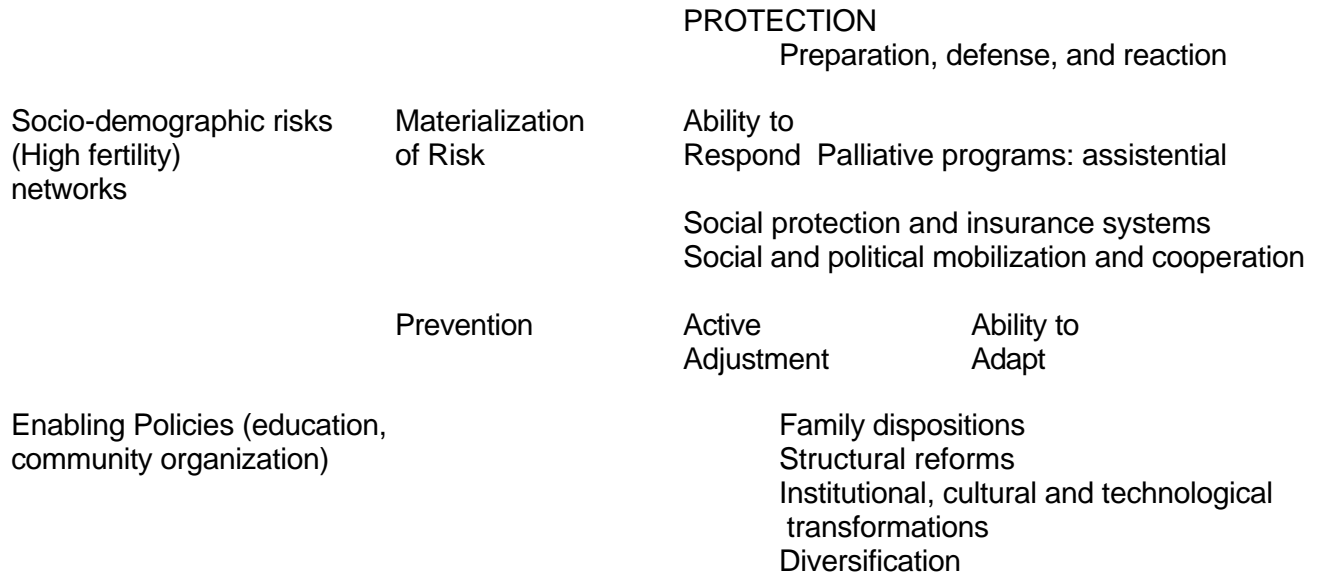 PROTECTION
Preparation, defense, and reaction
Socio-demographic risks Materialization Ability to
(High fertility) of Risk Respond Palliative programs: assistential
networks
Social protection and insurance systems
Social and political mobilization and cooperation
Prevention Active Ability to
Adjustment Adapt
Enabling Policies (education, Family dispositions
community organization) Structural reforms
Institutional, cultural and technological
transformations
Diversification